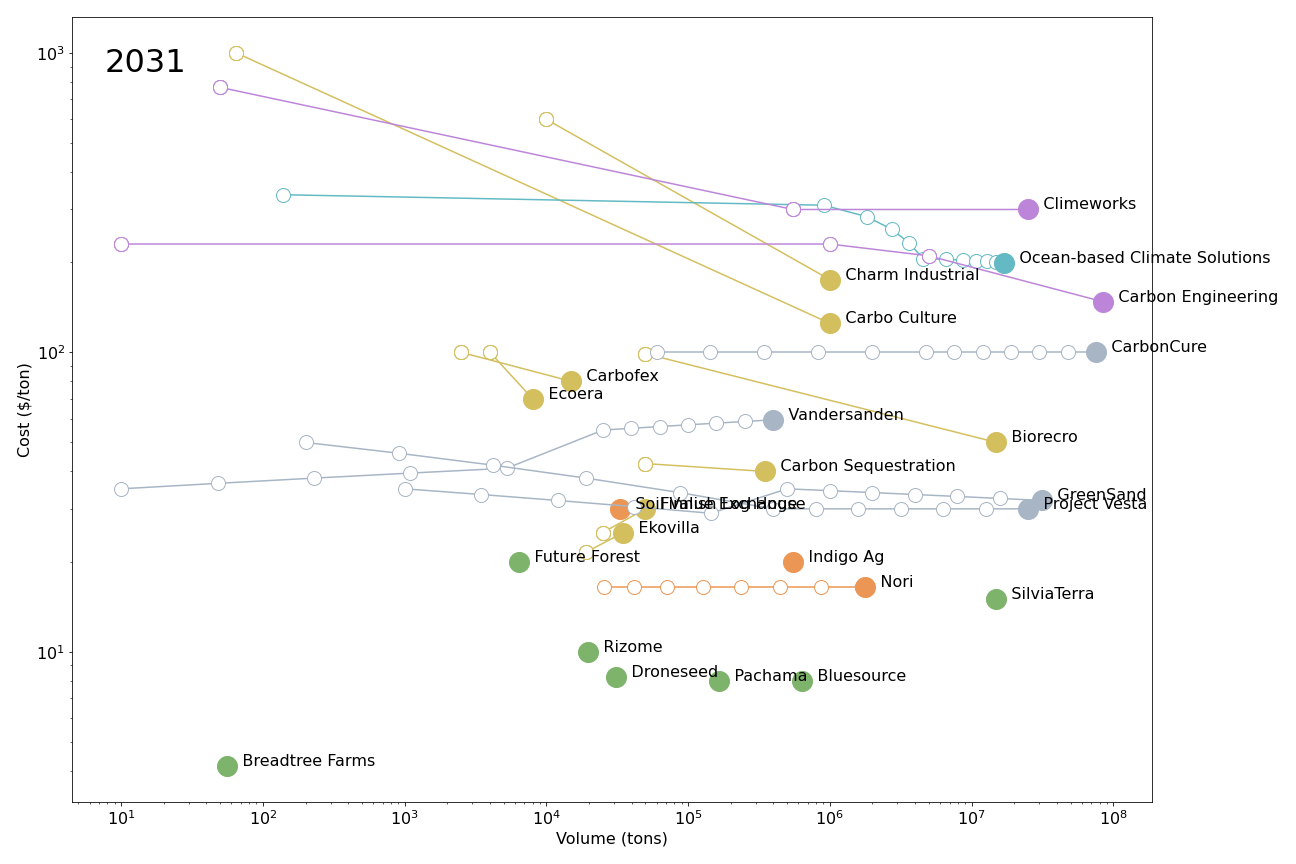 2031
10³
Climeworks
Ocean-based Climate Solutions
Charm Industrial
Carbon Engineering
Carbo Culture
10²
CarbonCure
Carbofex
Ecoera
Vandersanden
Biorecro
Carbon Sequestration
GreenSand
Project Vesta
Ekovilla
Future Forest
Indigo Ag
Nori
SilviaTerra
10¹
Rizome
Droneseed
Pachama
Bluesource
Breadtree Farms
Cost ($/ton)
10¹ 10² 10³ 10⁴ 10⁵ 10⁶ 10⁷ 10⁸
Volume (tons)